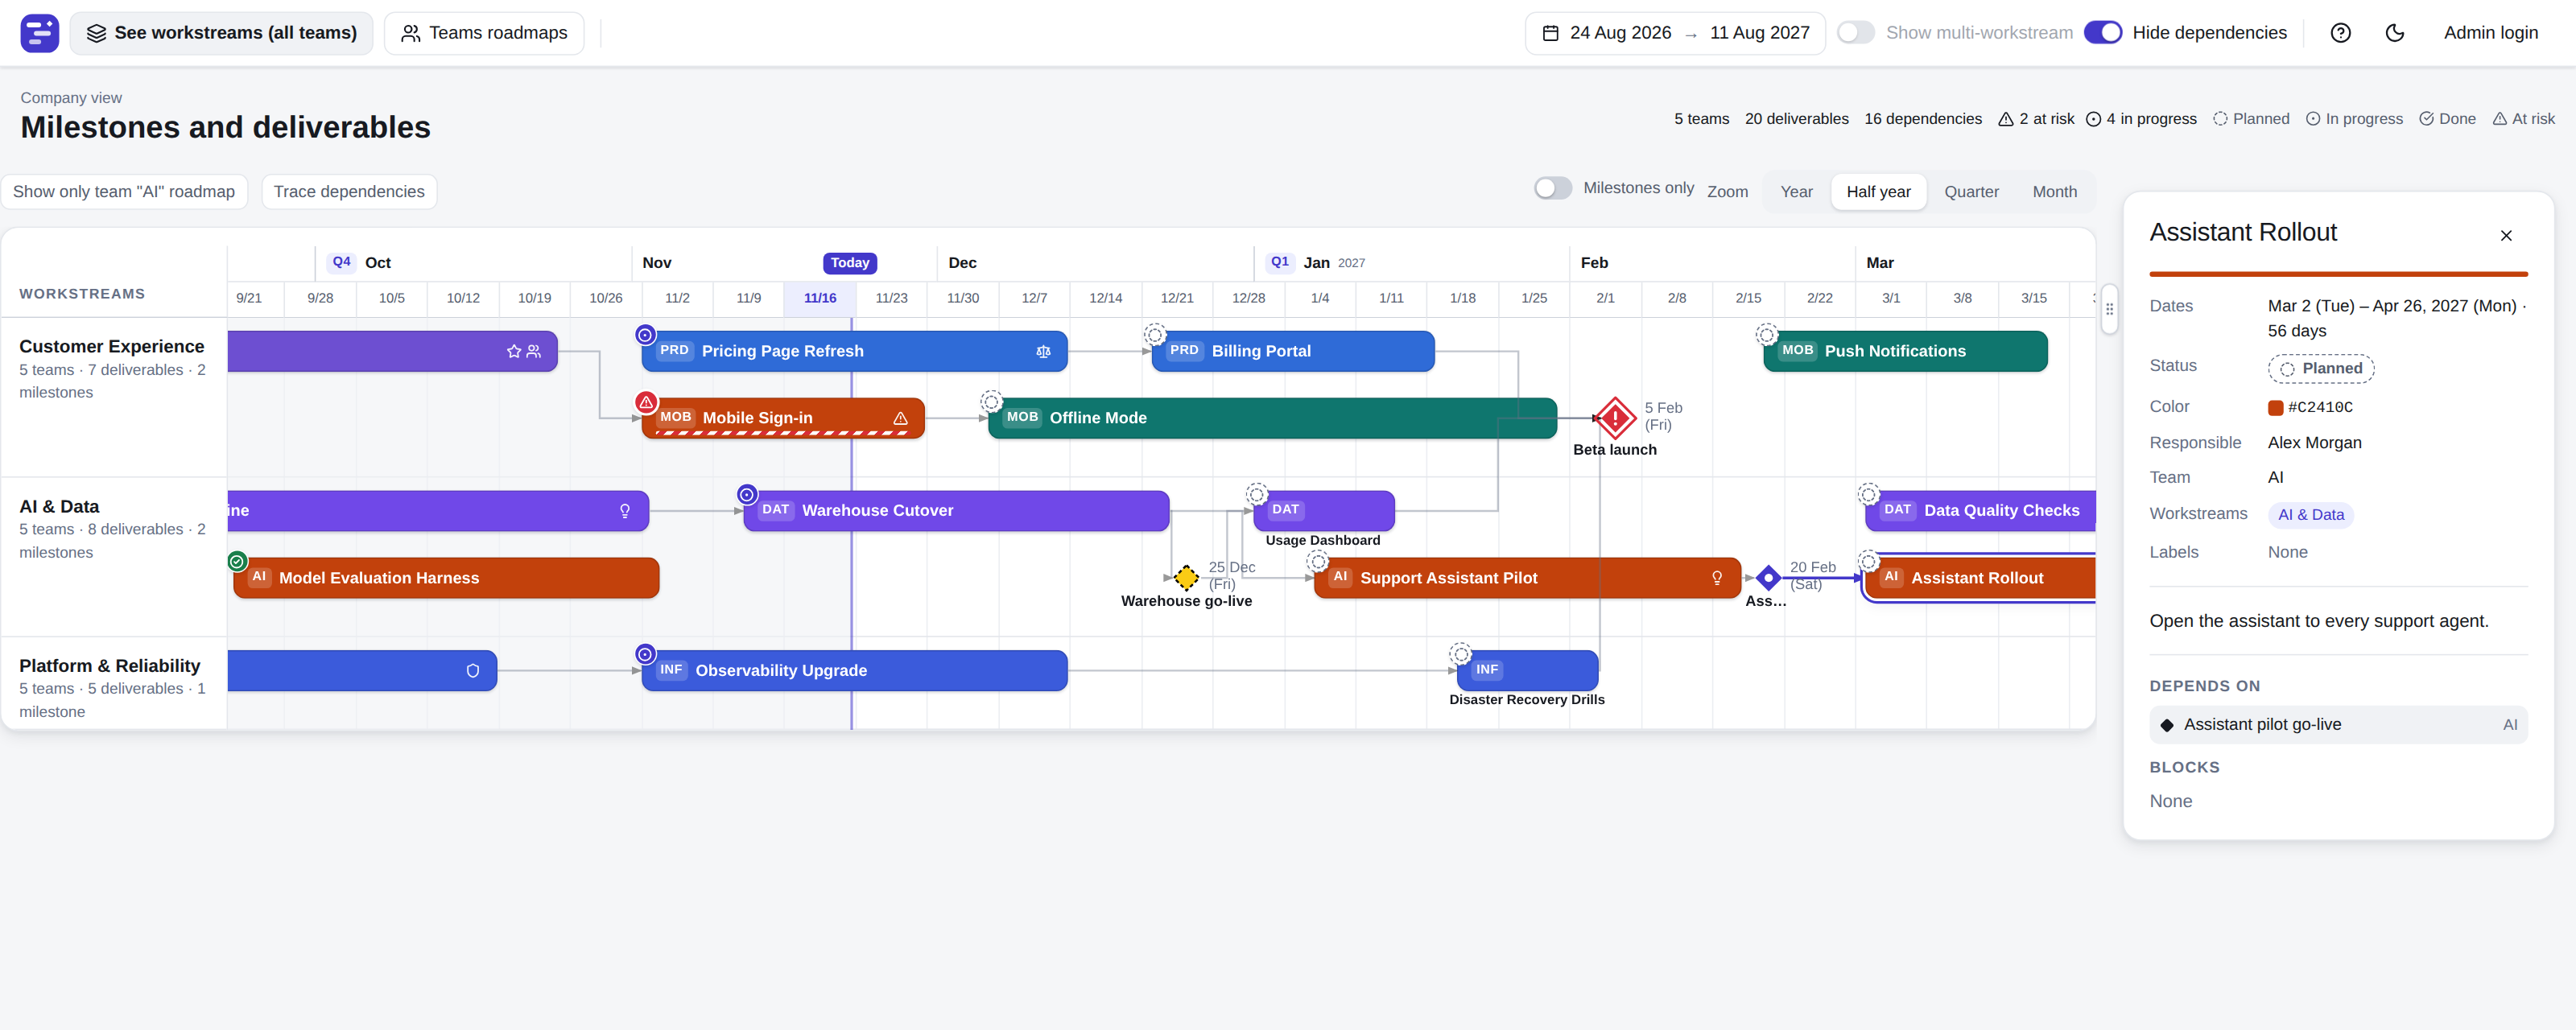 See workstreams (all teams)
Teams roadmaps
24 Aug 2026 → 11 Aug 2027
Show multi-workstream
Hide dependencies
Admin login
Company view
Milestones and deliverables
5 teams 20 deliverables 16 dependencies 2 at risk 4 in progress Planned In progress Done At risk
Show only team "AI" roadmap
Trace dependencies
Milestones only
Zoom Year Half year Quarter Month
Q4 Oct Nov Today Dec Q1 Jan 2027 Feb Mar
WORKSTREAMS
9/21 9/28 10/5 10/12 10/19 10/26 11/2 11/9 11/16 11/23 11/30 12/7 12/14 12/21 12/28 1/4 1/11 1/18 1/25 2/1 2/8 2/15 2/22 3/1 3/8 3/15
Customer Experience
5 teams · 7 deliverables · 2
milestones
PRD Pricing Page Refresh
PRD Billing Portal
MOB Push Notifications
MOB Mobile Sign-in
MOB Offline Mode
5 Feb
(Fri)
Beta launch
AI & Data
5 teams · 8 deliverables · 2
milestones
ine
DAT Warehouse Cutover
DAT
Usage Dashboard
DAT Data Quality Checks
AI Model Evaluation Harness
25 Dec
(Fri)
Warehouse go-live
AI Support Assistant Pilot
20 Feb
(Sat)
Ass…
AI Assistant Rollout
Platform & Reliability
5 teams · 5 deliverables · 1
milestone
INF Observability Upgrade
INF
Disaster Recovery Drills
Assistant Rollout
Dates Mar 2 (Tue) – Apr 26, 2027 (Mon) ·
56 days
Status Planned
Color #C2410C
Responsible Alex Morgan
Team AI
Workstreams AI & Data
Labels None
Open the assistant to every support agent.
DEPENDS ON
Assistant pilot go-live AI
BLOCKS
None